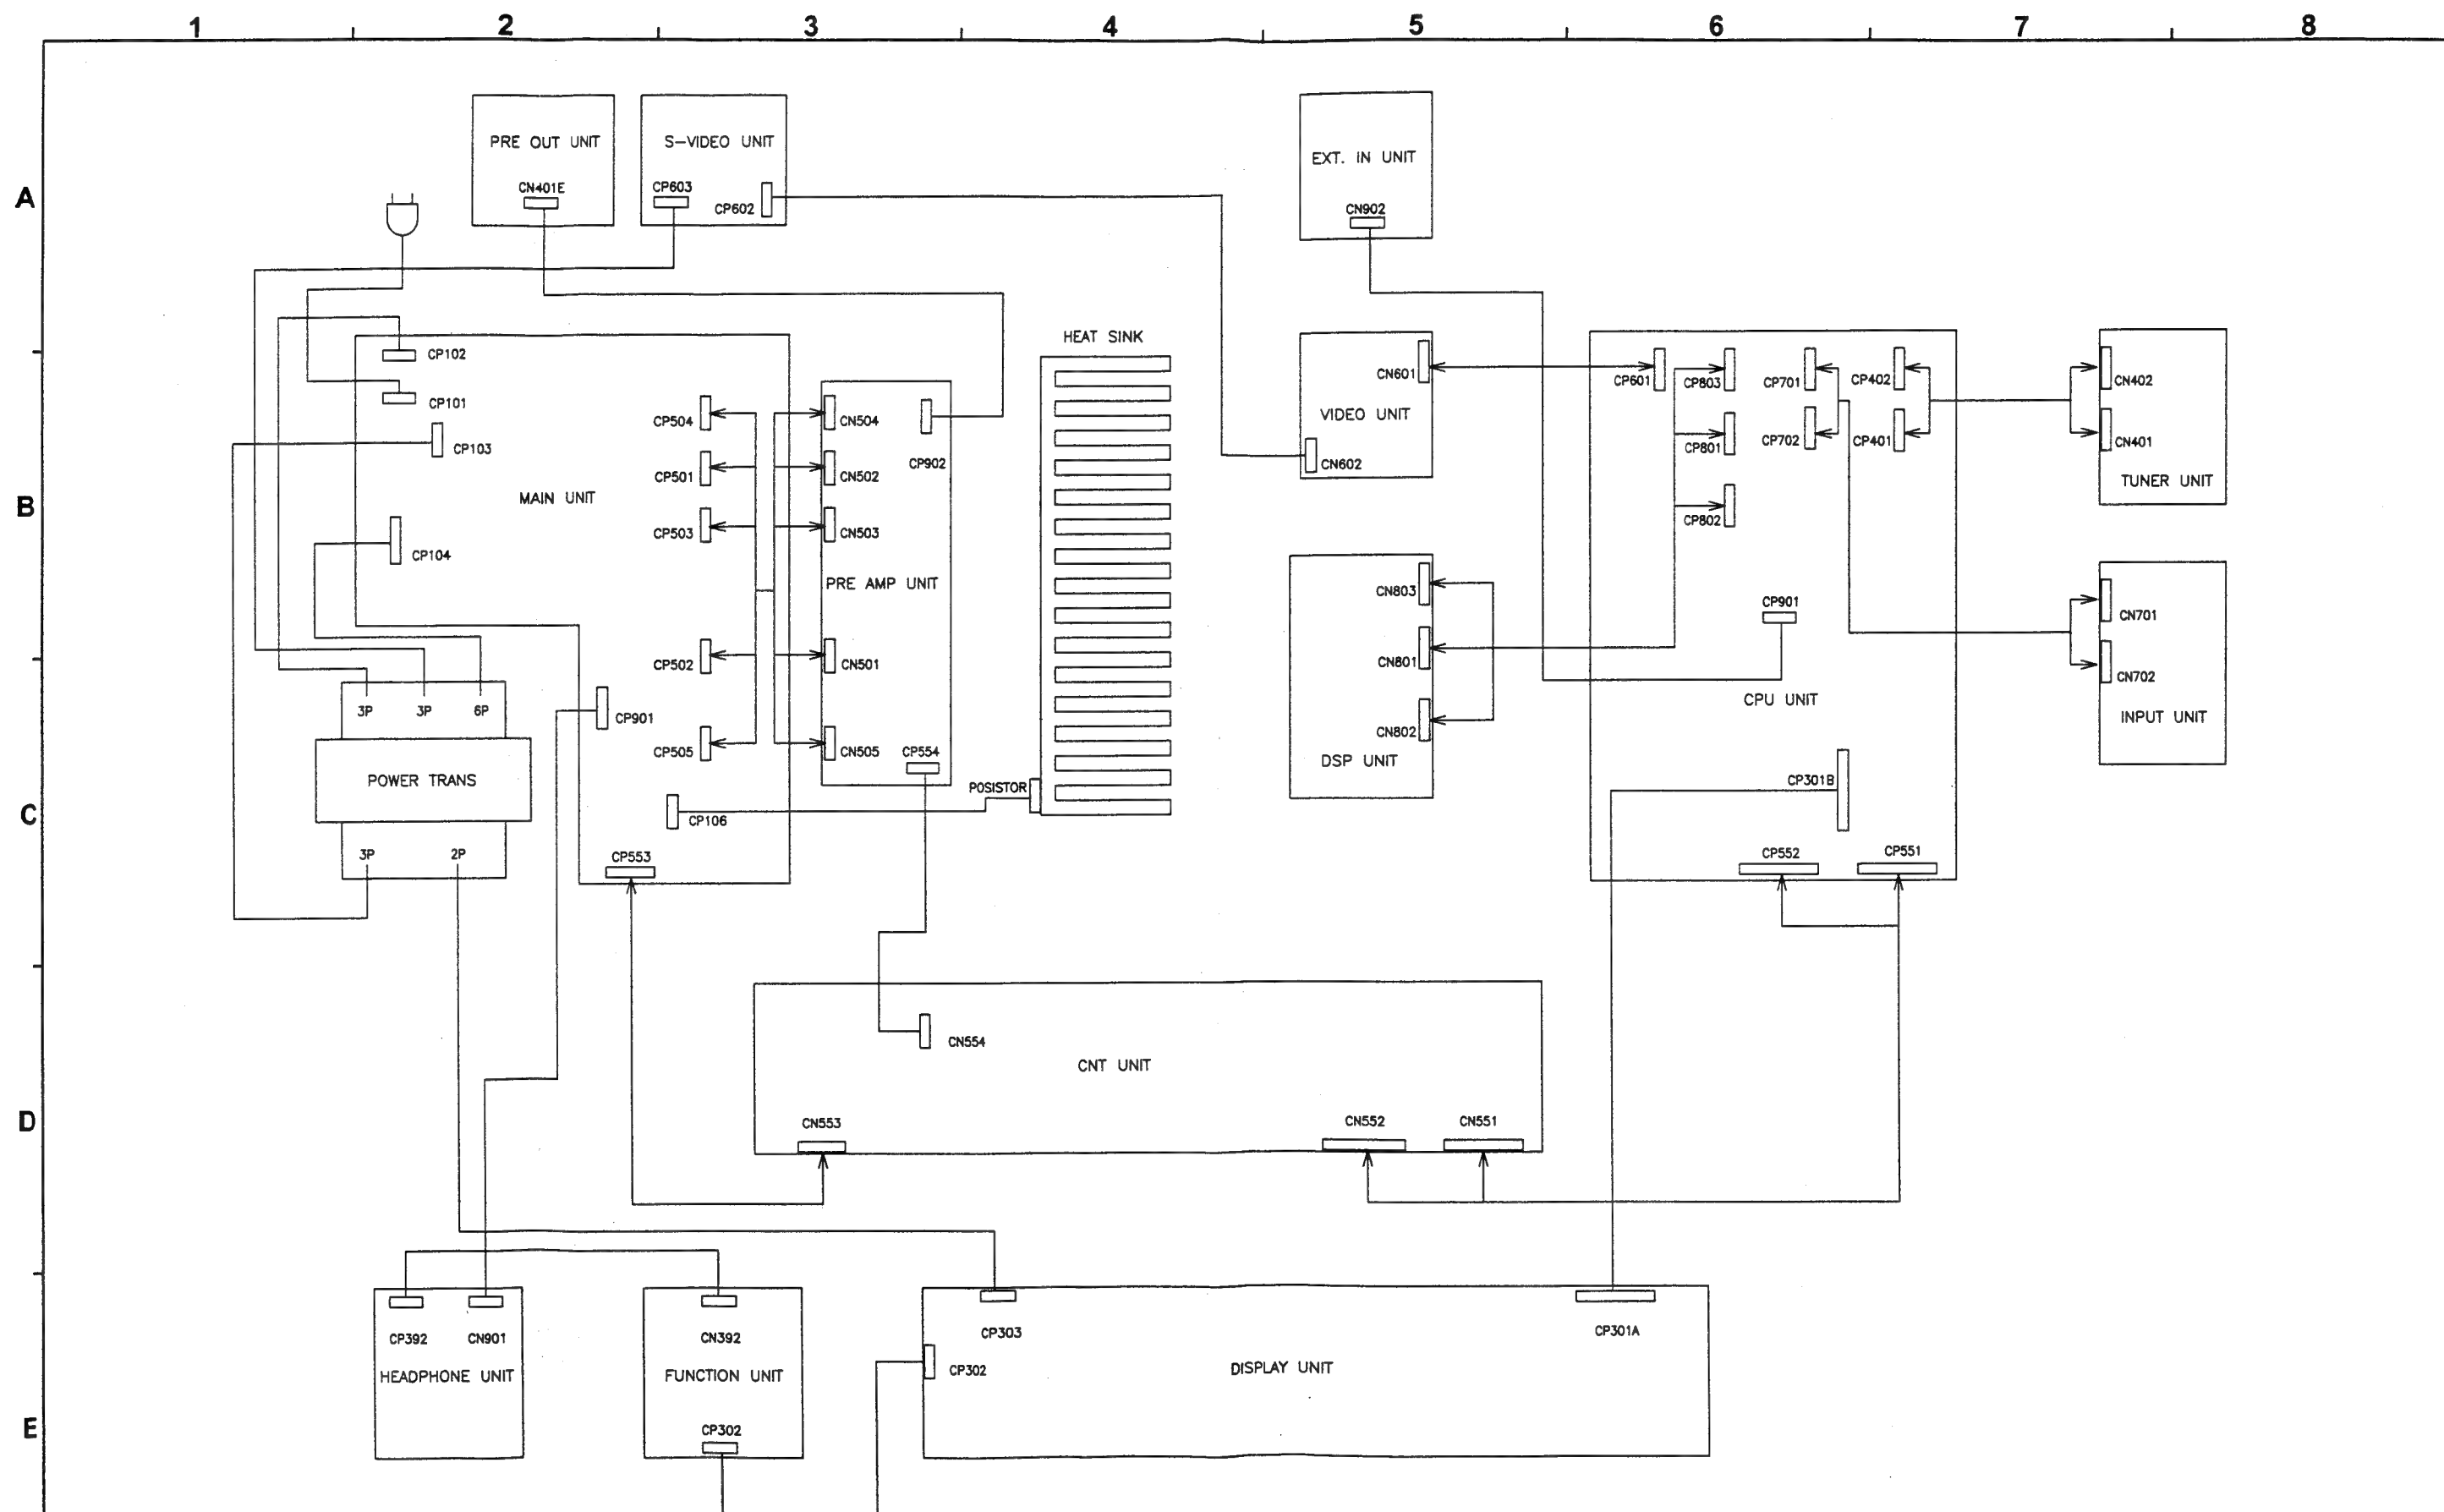 1 2 3 4 5 6 7 8
A
B
C
D
E
PRE OUT UNIT
CN401E
S-VIDEO UNIT
CP603
CP602
EXT. IN UNIT
CN902
CP102
CP101
CP103
CP104
MAIN UNIT
CP504
CP501
CP503
CP502
CP505
CP901
CP106
CP553
CN504
CN502
CN503
CN501
CN505
CP902
PRE AMP UNIT
CP554
HEAT SINK
POSISTOR
CN601
VIDEO UNIT
CN602
CN803
CN801
CN802
DSP UNIT
CP601
CP803
CP701
CP402
CP801
CP702
CP401
CP802
CP901
CPU UNIT
CP301B
CP552
CP551
CN402
CN401
TUNER UNIT
CN701
CN702
INPUT UNIT
3P
3P
6P
POWER TRANS
3P
2P
CN554
CNT UNIT
CN553
CN552
CN551
CP392
CN901
HEADPHONE UNIT
CN392
FUNCTION UNIT
CP302
CP303
CP302
DISPLAY UNIT
CP301A